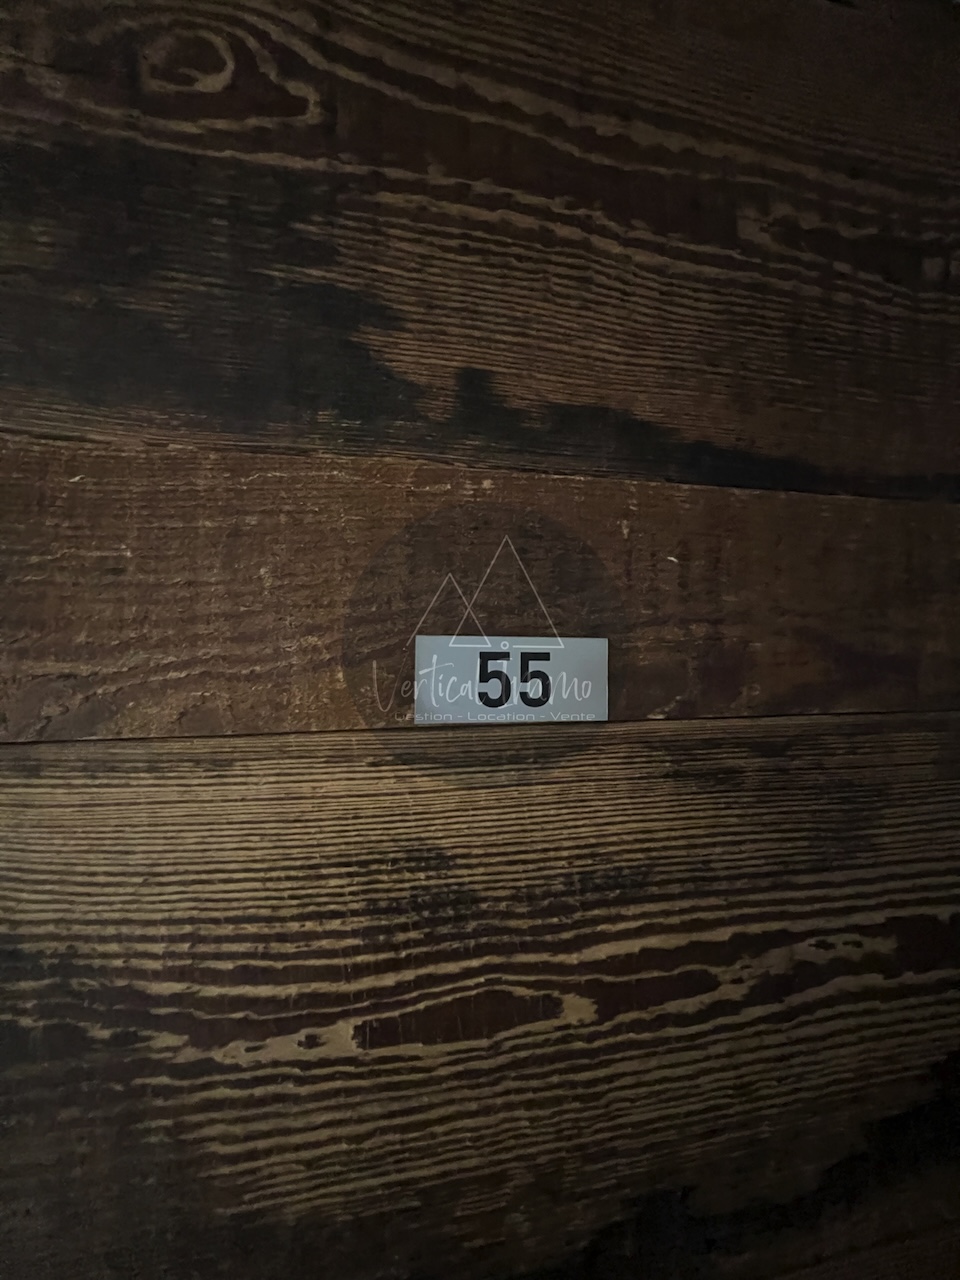 55
Vertical Immo
Gestion - Location - Vente